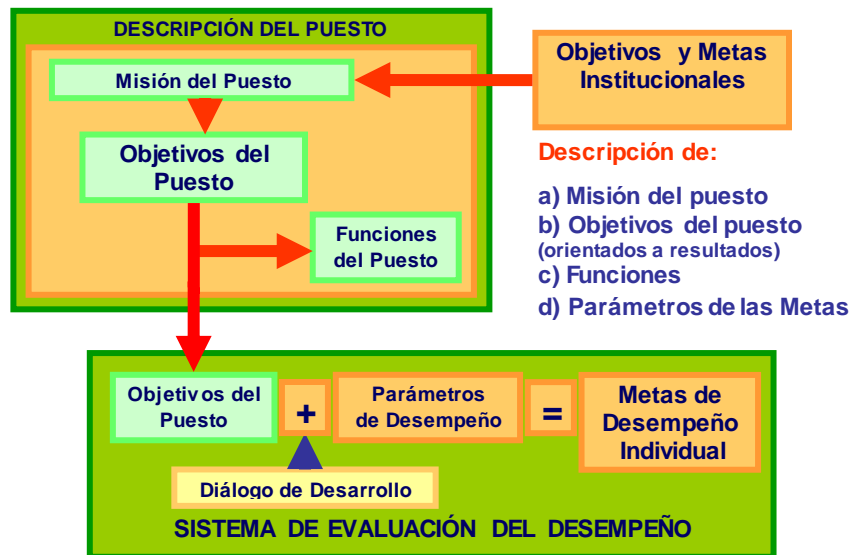 DESCRIPCIÓN DEL PUESTO
Misión del Puesto
Objetivos del
Puesto
Funciones
del Puesto
Objetivos y Metas
Institucionales
Descripción de:
a) Misión del puesto
b) Objetivos del puesto
(orientados a resultados)
c) Funciones
d) Parámetros de las Metas
Objetivos del
Puesto
+
Parámetros
de Desempeño
=
Metas de
Desempeño
Individual
Diálogo de Desarrollo
SISTEMA DE EVALUACIÓN DEL DESEMPEÑO